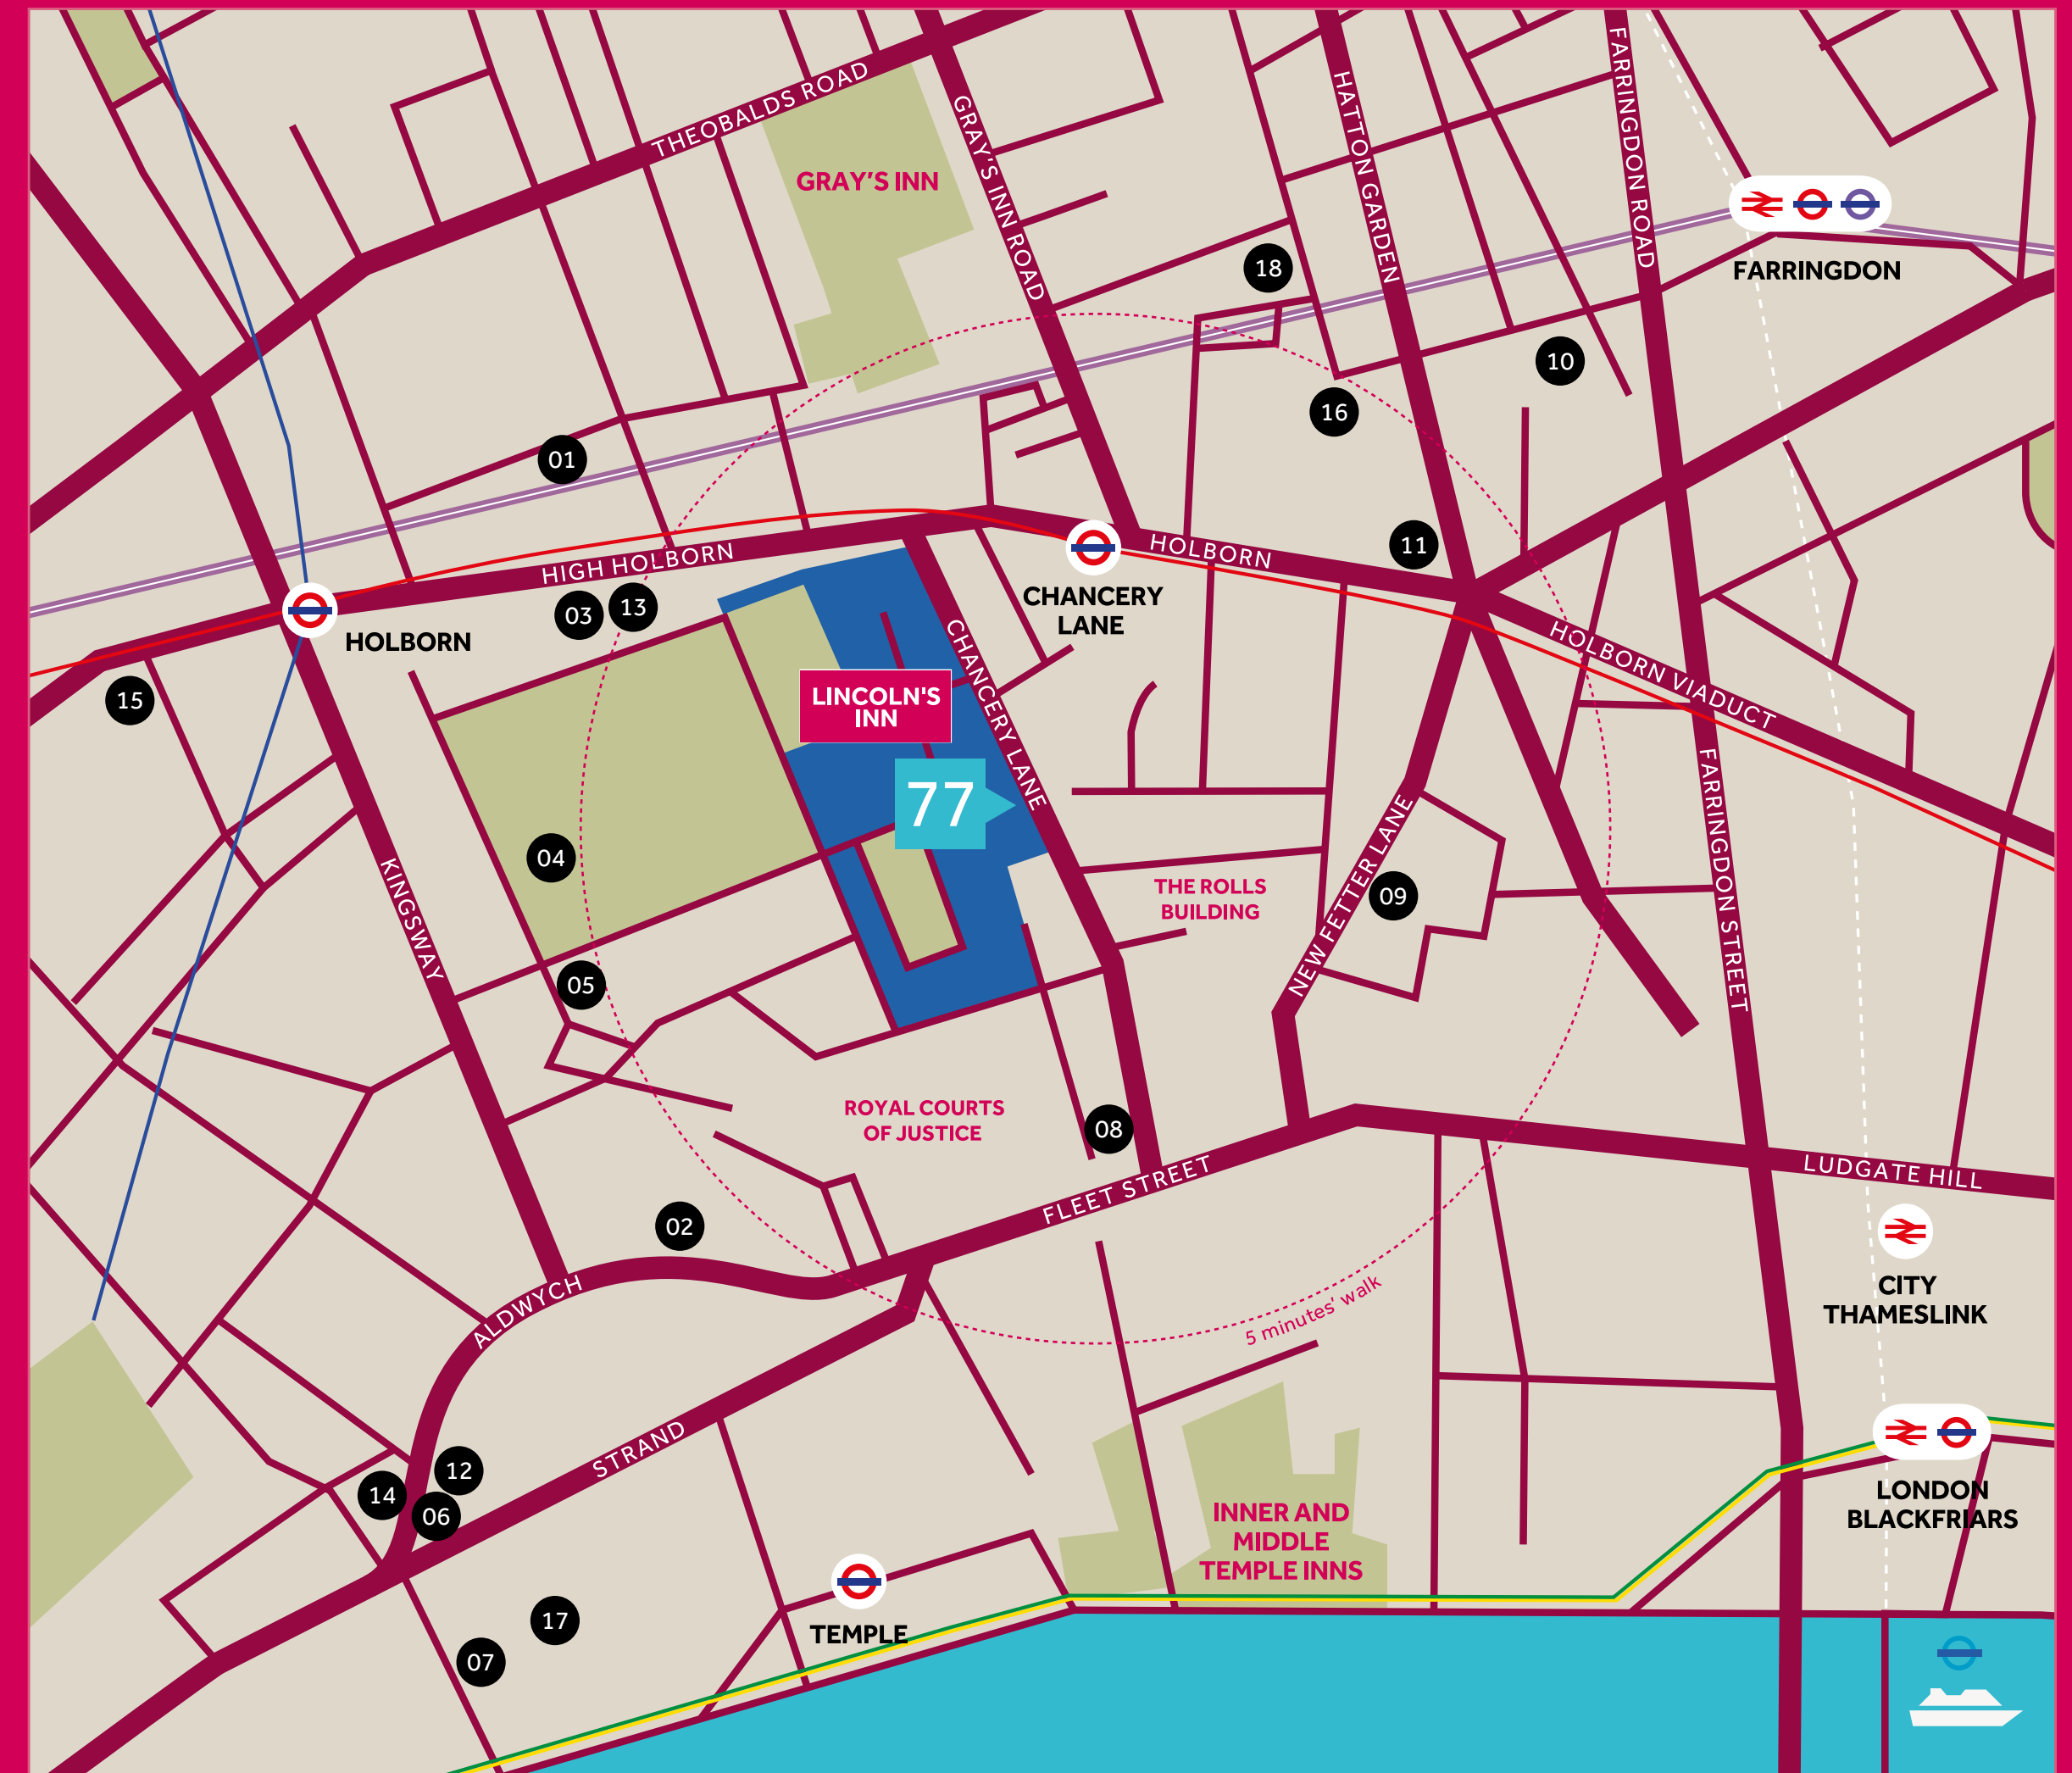 THEOBALDS ROAD
GRAY'S INN ROAD
HATTON GARDEN
FARRINGDON ROAD
GRAY’S INN
FARRINGDON
18
10
16
01
HIGH HOLBORN
HOLBORN
11
03
13
CHANCERY
LANE
HOLBORN
HOLBORN VIADUCT
15
LINCOLN'S
INN
CHANCERY LANE
77
04
KINGSWAY
THE ROLLS
BUILDING
NEW FETTER LANE
09
FARRINGDON STREET
05
ROYAL COURTS
OF JUSTICE
08
FLEET STREET
LUDGATE HILL
02
ALDWYCH
5 minutes' walk
CITY
THAMESLINK
STRAND
12
14
06
INNER AND
MIDDLE
TEMPLE INNS
LONDON
BLACKFRIARS
17
TEMPLE
07